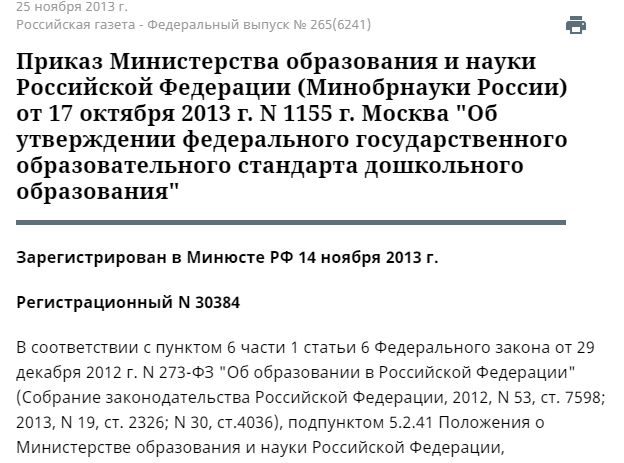 25 ноября 2013 г.
Российская газета - Федеральный выпуск № 265(6241)
Приказ Министерства образования и науки
Российской Федерации (Минобрнауки России)
от 17 октября 2013 г. N 1155 г. Москва "Об
утверждении федерального государственного
образовательного стандарта дошкольного
образования"
Зарегистрирован в Минюсте РФ 14 ноября 2013 г.
Регистрационный N 30384
В соответствии с пунктом 6 части 1 статьи 6 Федерального закона от 29
декабря 2012 г. N 273-ФЗ "Об образовании в Российской Федерации"
(Собрание законодательства Российской Федерации, 2012, N 53, ст. 7598;
2013, N 19, ст. 2326; N 30, ст.4036), подпунктом 5.2.41 Положения о
Министерстве образования и науки Российской Федерации,